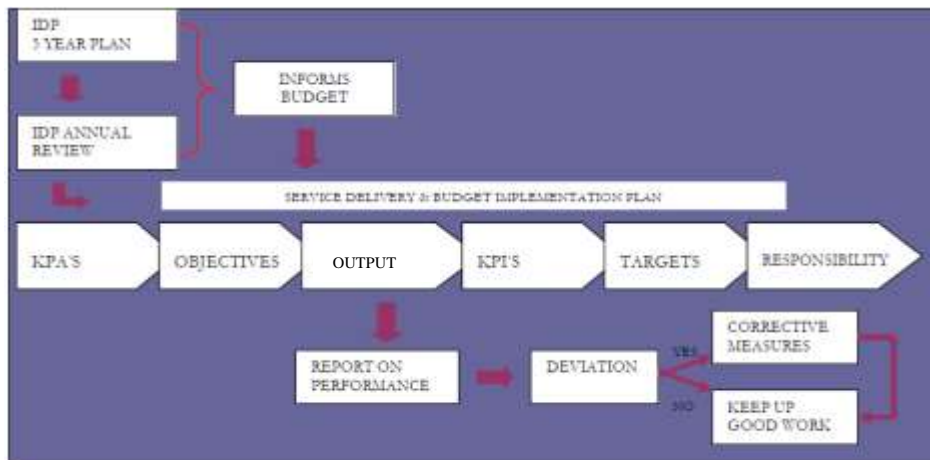 IDP
5 YEAR PLAN
INFORMS
BUDGET
IDP ANNUAL
REVIEW
SERVICE DELIVERY & BUDGET IMPLEMENTATION PLAN
KPA'S
OBJECTIVES
OUTPUT
KPI'S
TARGETS
RESPONSIBILITY
REPORT ON
PERFORMANCE
DEVIATION
YES
NO
CORRECTIVE
MEASURES
KEEP UP
GOOD WORK